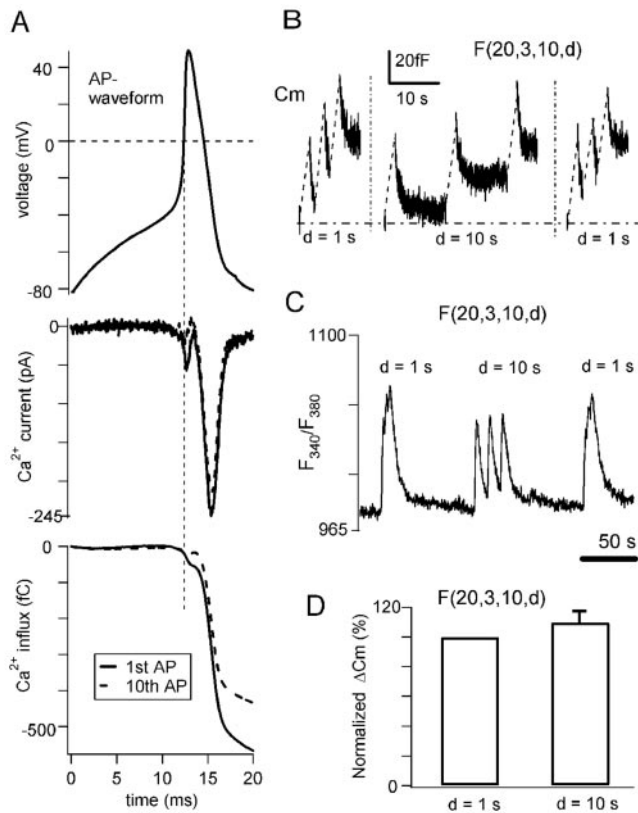 A
AP-
waveform
voltage (mV)
40
0
-80
Ca²⁺ current (pA)
0
-245
Ca²⁺ influx (fC)
0
-500
1st AP
10th AP
0 5 10 15 20
time (ms)
B
F(20,3,10,d)
20fF
10 s
Cm
d = 1 s
d = 10 s
d = 1 s
C
F(20,3,10,d)
1100
F₃₄₀/F₃₈₀
965
d = 1 s
d = 10 s
d = 1 s
50 s
D
F(20,3,10,d)
Normalized ΔCm (%)
120
0
d = 1 s
d = 10 s